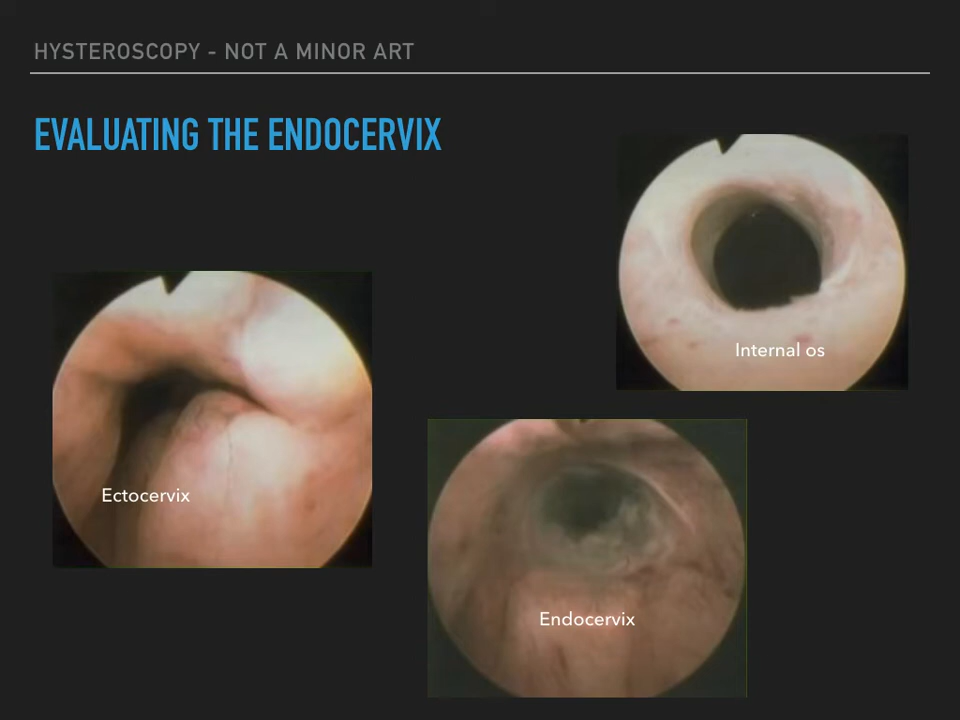 HYSTEROSCOPY - NOT A MINOR ART
EVALUATING THE ENDOCERVIX
Internal os
Ectocervix
Endocervix